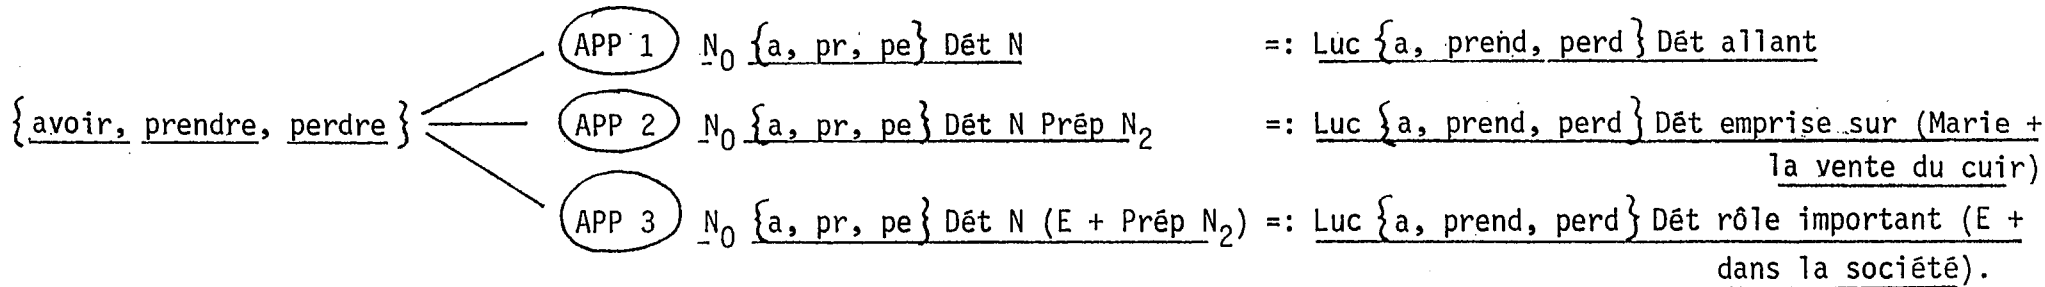 APP 1 N0 {a, pr, pe} Dét N =: Luc {a, prend, perd} Dét allant
{avoir, prendre, perdre} APP 2 N0 {a, pr, pe} Dét N Prép N2 =: Luc {a, prend, perd} Dét emprise sur (Marie +
la vente du cuir)
APP 3 N0 {a, pr, pe} Dét N (E + Prép N2) =: Luc {a, prend, perd} Dét rôle important (E +
dans la société).